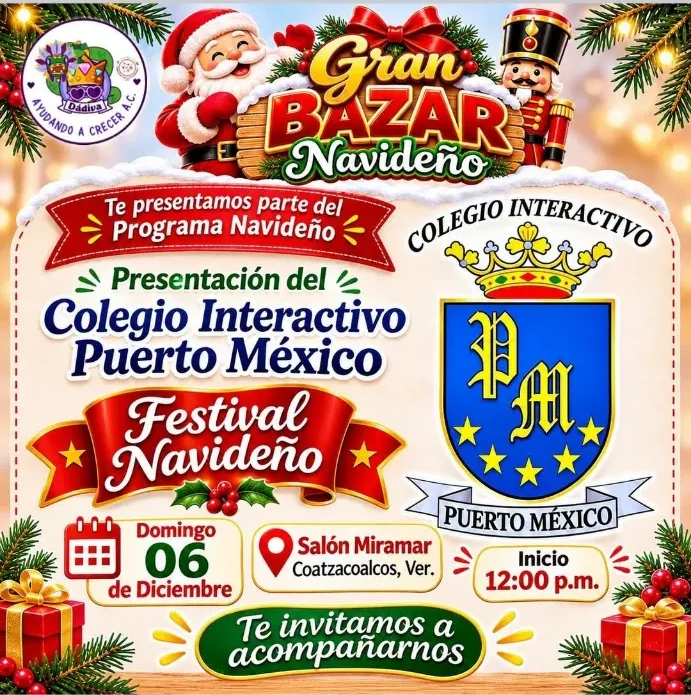 Dádiva
AYUDANDO A CRECER A.C.
Gran
BAZAR
Navideño
Te presentamos parte del
Programa Navideño
Presentación del
Colegio Interactivo
Puerto México
Festival
Navideño
COLEGIO INTERACTIVO
PM
PUERTO MÉXICO
Domingo
06
de Diciembre
Salón Miramar
Coatzacoalcos, Ver.
Inicio
12:00 p.m.
Te invitamos a
acompañarnos